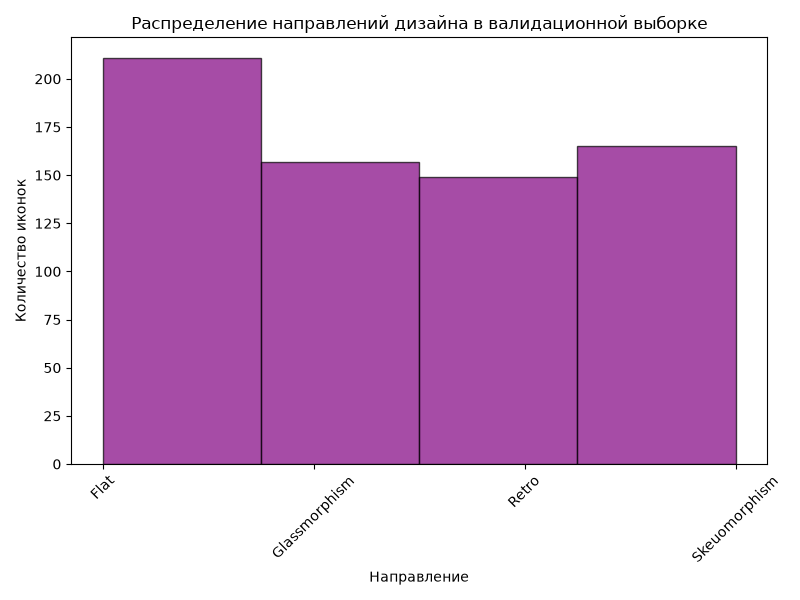 Распределение направлений дизайна в валидационной выборке
Количество иконок
200
175
150
125
100
75
50
25
0
Flat
Glassmorphism
Retro
Skeuomorphism
Направление